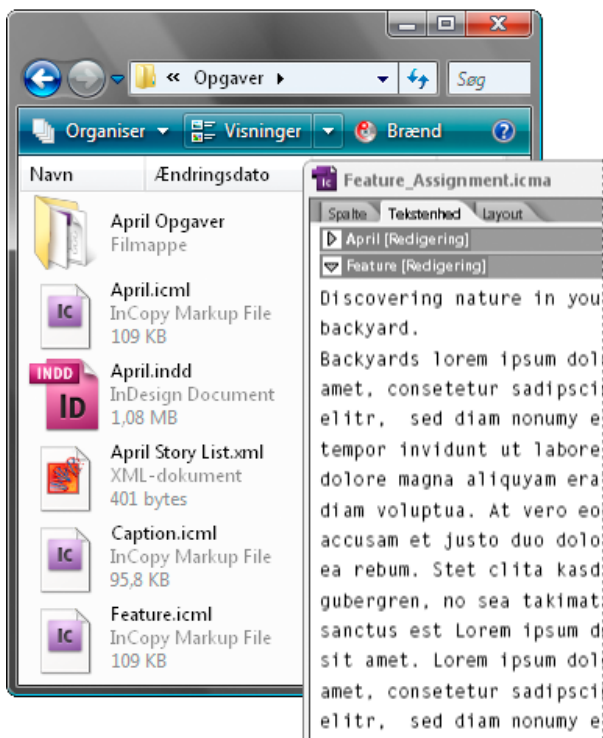 « Opgaver
Søg
Organiser
Visninger
Brænd
?
Navn
Ændringsdato
April Opgaver
Filmappe
IC
April.icml
InCopy Markup File
109 KB
INDD
ID
April.indd
InDesign Document
1,08 MB
April Story List.xml
XML-dokument
401 bytes
IC
Caption.icml
InCopy Markup File
95,8 KB
IC
Feature.icml
InCopy Markup File
109 KB
Ic
Feature_Assignment.icma
Spalte Tekstenhed Layout
April [Redigering]
Feature [Redigering]
Discovering nature in you
backyard.
Backyards lorem ipsum dol
amet, consetetur sadipsci
elitr, sed diam nonumy e
tempor invidunt ut labore
dolore magna aliquyam era
diam voluptua. At vero eo
accusam et justo duo dolo
ea rebum. Stet clita kasd
gubergren, no sea takimat
sanctus est Lorem ipsum d
sit amet. Lorem ipsum dol
amet, consetetur sadipsci
elitr, sed diam nonumy e